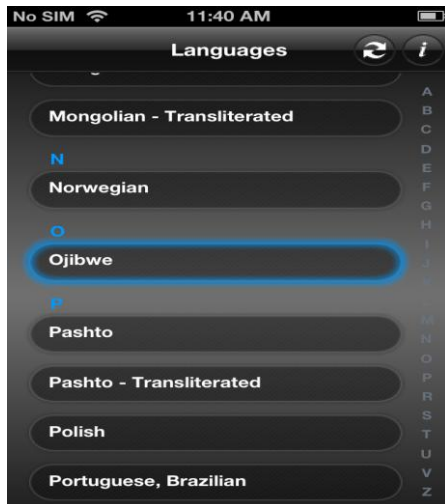 No SIM 11:40 AM
Languages
Mongolian - Transliterated
N
Norwegian
O
Ojibwe
P
Pashto
Pashto - Transliterated
Polish
Portuguese, Brazilian
A
B
C
D
E
F
G
H
I
J
M
N
O
P
R
S
T
U
V
Z